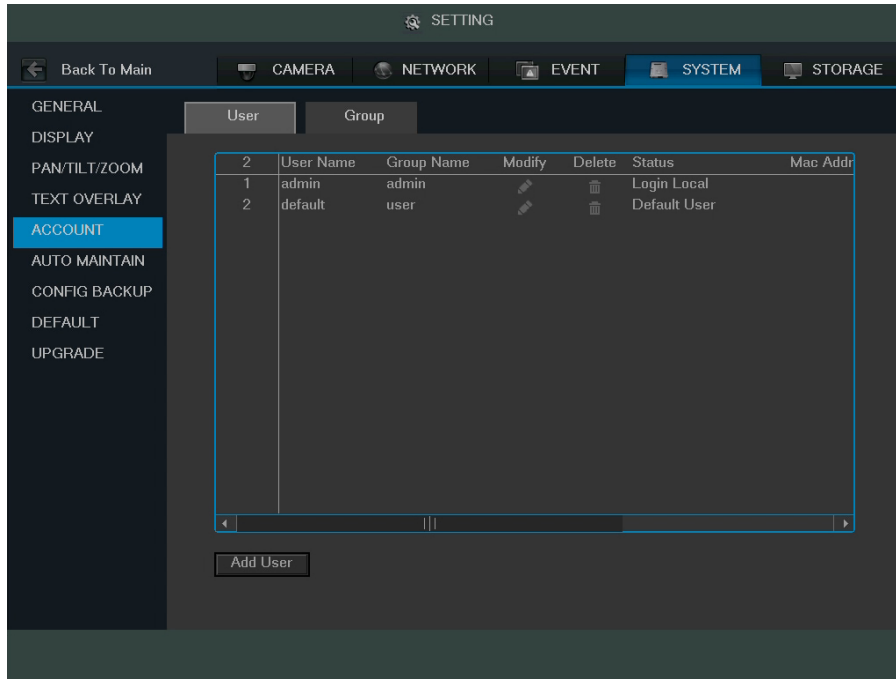 SETTING
Back To Main CAMERA NETWORK EVENT SYSTEM STORAGE
GENERAL
DISPLAY
PAN/TILT/ZOOM
TEXT OVERLAY
ACCOUNT
AUTO MAINTAIN
CONFIG BACKUP
DEFAULT
UPGRADE
User Group
2 User Name Group Name Modify Delete Status Mac Addr
1 admin admin Login Local
2 default user Default User
Add User